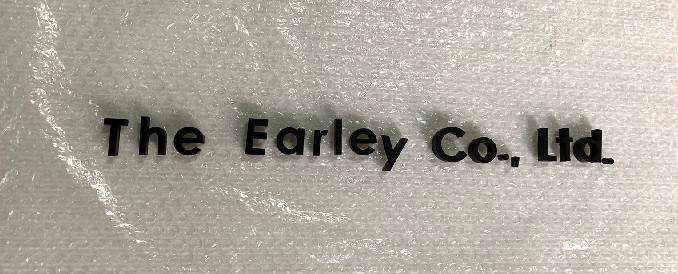 The Earley Co., Ltd.